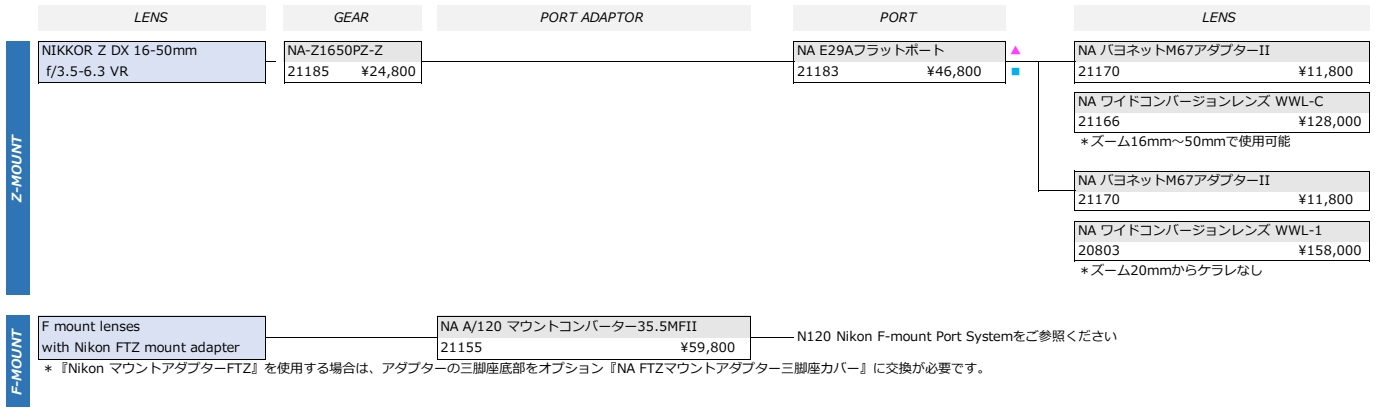 LENS GEAR PORT ADAPTOR PORT LENS
Z-MOUNT
NIKKOR Z DX 16-50mm
f/3.5-6.3 VR
NA-Z1650PZ-Z
21185 ¥24,800
NA E29Aフラットポート ▲
21183 ¥46,800 ■
NA バヨネットM67アダプターII
21170 ¥11,800
NA ワイドコンバージョンレンズ WWL-C
21166 ¥128,000
＊ズーム16mm～50mmで使用可能
NA バヨネットM67アダプターII
21170 ¥11,800
NA ワイドコンバージョンレンズ WWL-1
20803 ¥158,000
＊ズーム20mmからケラレなし
F-MOUNT
F mount lenses
with Nikon FTZ mount adapter
NA A/120 マウントコンバーター35.5MFII
21155 ¥59,800
N120 Nikon F-mount Port Systemをご参照ください
＊『Nikon マウントアダプターFTZ』を使用する場合は、アダプターの三脚座底部をオプション『NA FTZマウントアダプター三脚座カバー』に交換が必要です。